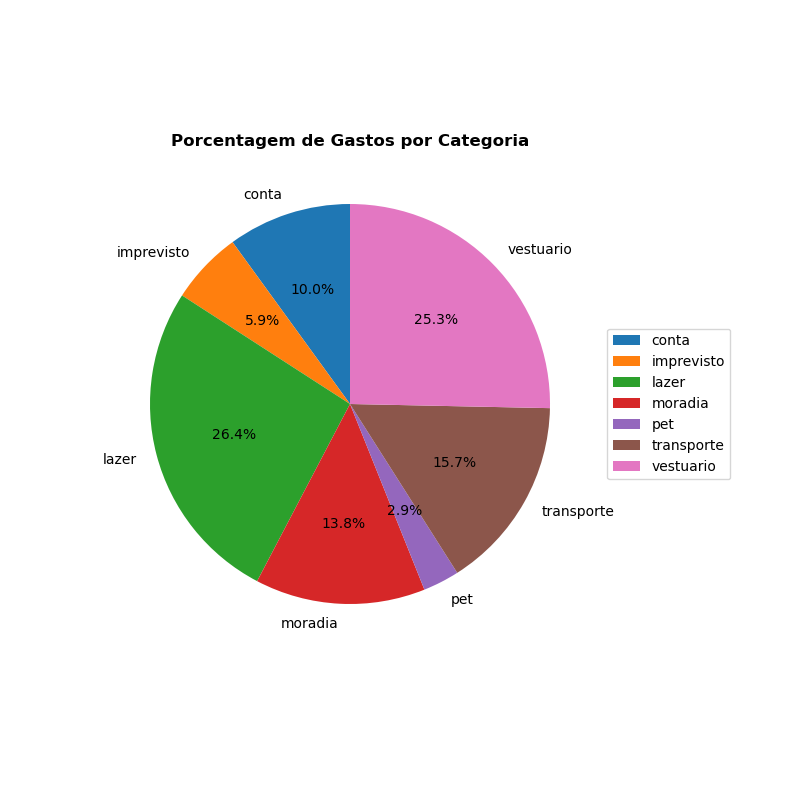 Porcentagem de Gastos por Categoria
conta
imprevisto
vestuario
10.0%
5.9%
25.3%
lazer
26.4%
moradia
13.8%
pet
2.9%
transporte
15.7%
conta
imprevisto
lazer
moradia
pet
transporte
vestuario